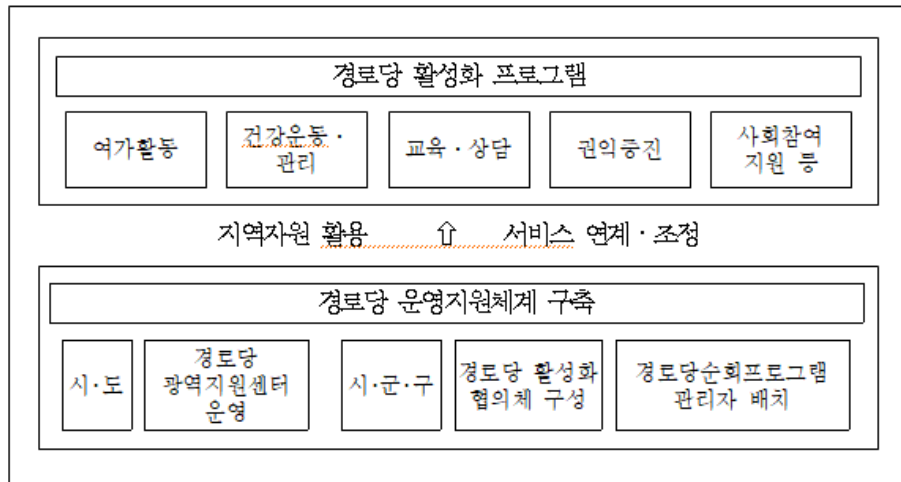 경로당 활성화 프로그램
여가활동
건강운동·
관리
교육·상담
권익증진
사회참여
지원 등
지역자원 활용 ⇧ 서비스 연계·조정
경로당 운영지원체계 구축
시·도
경로당
광역지원센터
운영
시·군·구
경로당 활성화
협의체 구성
경로당순회프로그램
관리자 배치